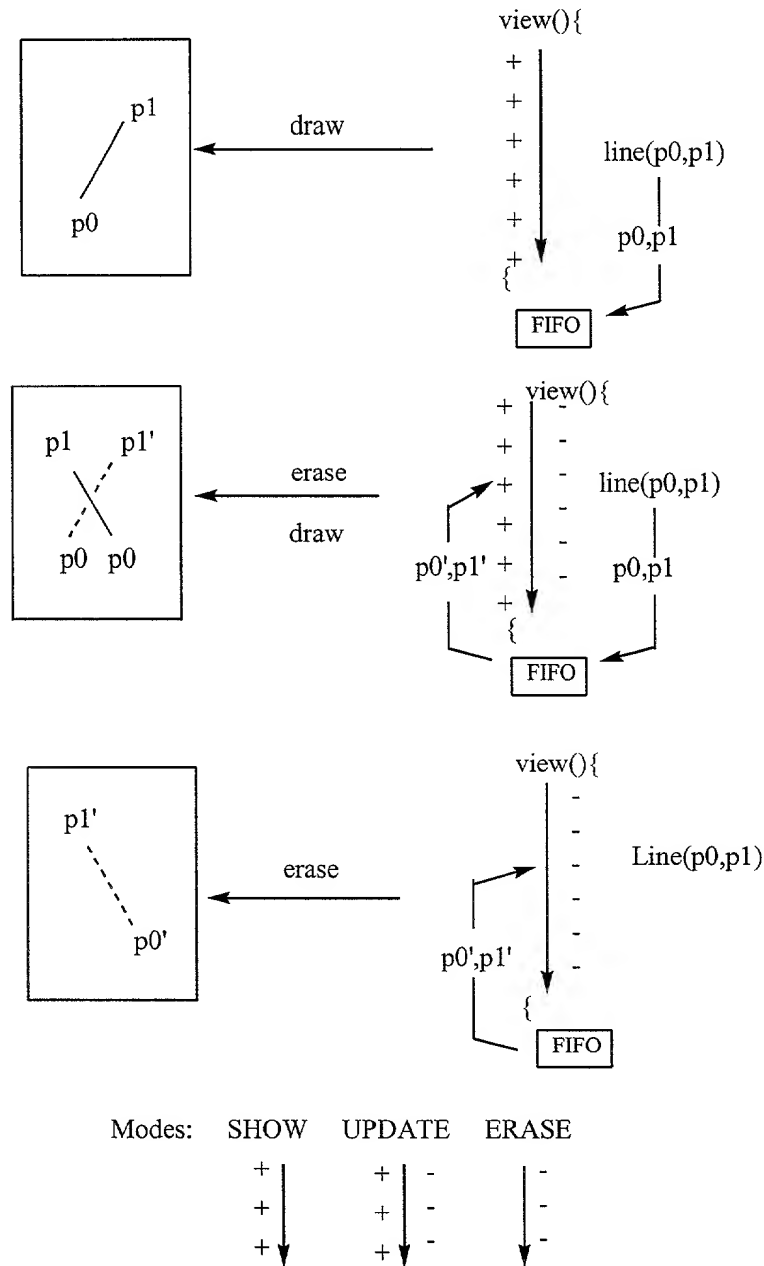 view(){
+
p1
+
draw
+
line(p0,p1)
+
p0
+
p0,p1
+
{
FIFO
view(){
+ -
p1 p1'
+ -
erase
+ -
line(p0,p1)
draw
+ -
p0 p0
p0',p1'
+ -
p0,p1
+
{
FIFO
view(){
-
p1'
-
Line(p0,p1)
erase
-
-
p0'
p0',p1'
-
-
{
FIFO
Modes: SHOW UPDATE ERASE
+ + - -
+ + - -
+ + - -